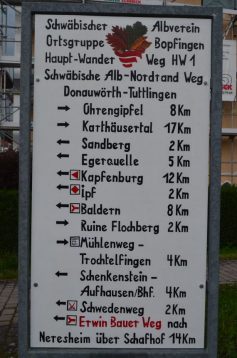 Schwäbischer Albverein
Ortsgruppe Bopfingen
Haupt-Wander Weg HW 1
Schwäbische Alb-Nordrand Weg
Donauwörth-Tuttlingen
→ Ohrengipfel 8 Km
→ Karthäusertal 17 Km
← Sandberg 2 Km
← Egerquelle 5 Km
← Kapfenburg 12 Km
← Ipf 2 Km
← Baldern 8 Km
→ Ruine Flochberg 2 Km
→ Mühlenweg-
Trochtelfingen 4 Km
← Schenkenstein-
Aufhausen/Bhf. 4 Km
← Schwedenweg 2 Km
← Erwin Bauer Weg nach
Neresheim über Schafhof 14 Km